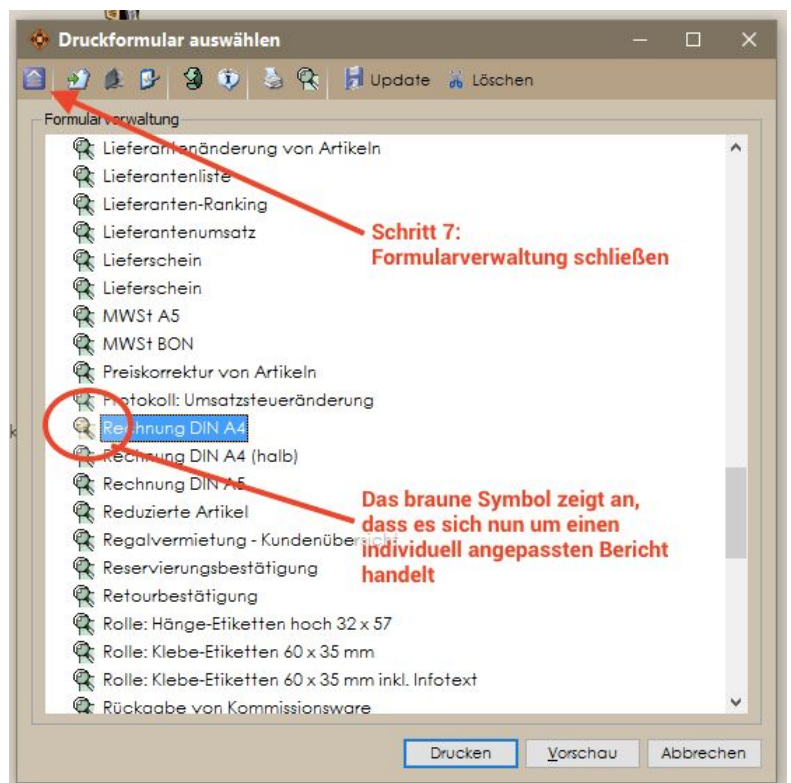 Druckformular auswählen
Update Löschen
Formularverwaltung
Lieferantenänderung von Artikeln
Lieferantenliste
Lieferanten-Ranking
Lieferantenumsatz
Schritt 7:
Formularverwaltung schließen
Lieferschein
Lieferschein
MWSt A5
MWSt BON
Preiskorrektur von Artikeln
Protokoll: Umsatzsteueränderung
k
Rechnung DIN A4
Rechnung DIN A4 (halb)
Rechnung DIN A5
Das braune Symbol zeigt an,
dass es sich nun um einen
individuell angepassten Bericht
handelt
Reduzierte Artikel
Regalvermietung - Kundenübersicht
Reservierungsbestätigung
Retourbestätigung
Rolle: Hänge-Etiketten hoch 32 x 57
Rolle: Klebe-Etiketten 60 x 35 mm
Rolle: Klebe-Etiketten 60 x 35 mm inkl. Infotext
Rückgabe von Kommissionsware
Drucken Vorschau Abbrechen